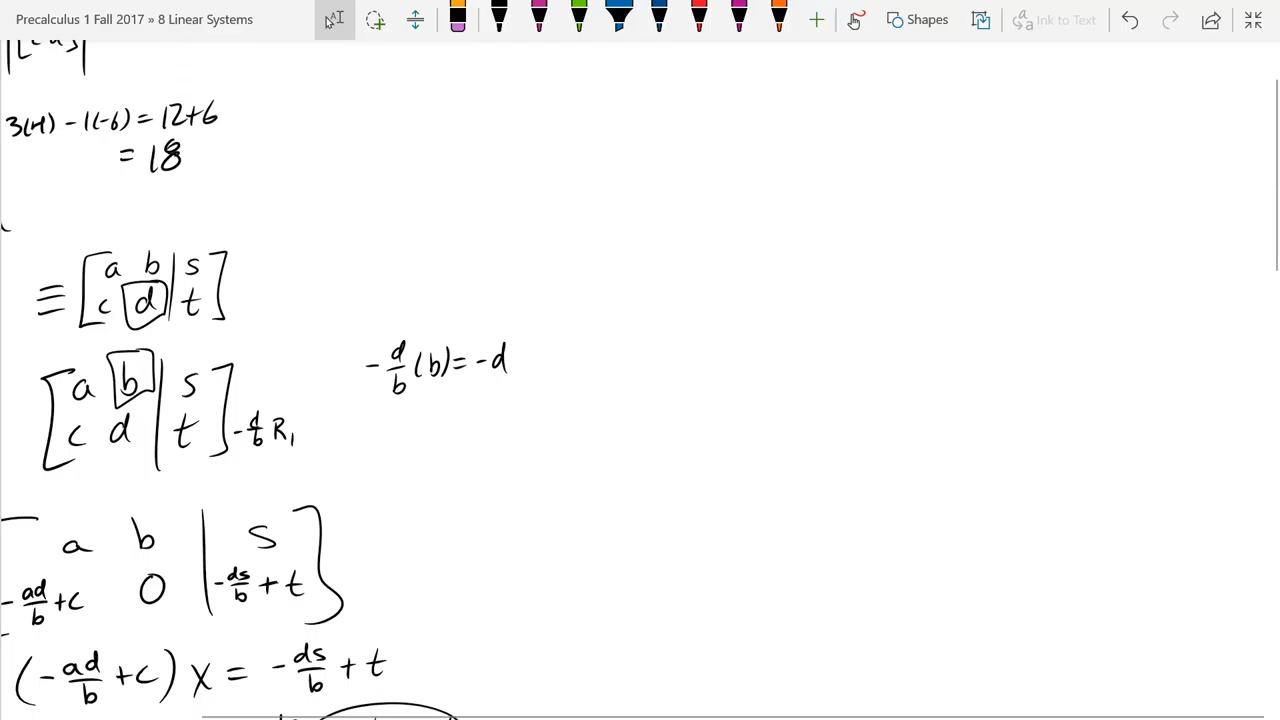 Precalculus 1 Fall 2017 » 8 Linear Systems
Shapes
Ink to Text
3(4) - 1(-6) = 12+6
= 18
≡ [a b | s
c d | t]
[a b | s
c d | t] -d/b R₁
-d/b (b) = -d
a b | s
-ad/b + c 0 | -ds/b + t
(-ad/b + c) x = -ds/b + t